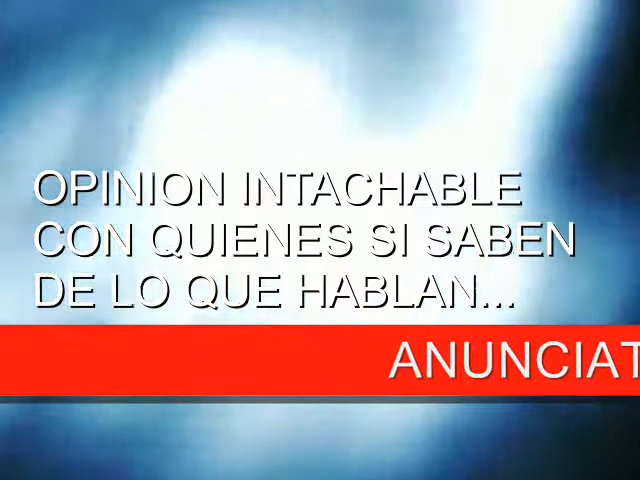 OPINION INTACHABLE
CON QUIENES SI SABEN
DE LO QUE HABLAN...
ANUNCIAT